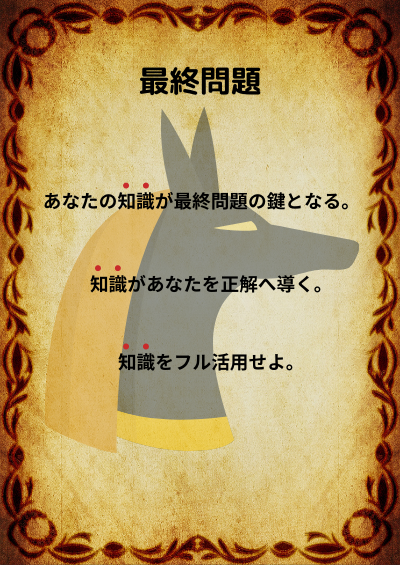 最終問題
あなたの知識が最終問題の鍵となる。
知識があなたを正解へ導く。
知識をフル活用せよ。